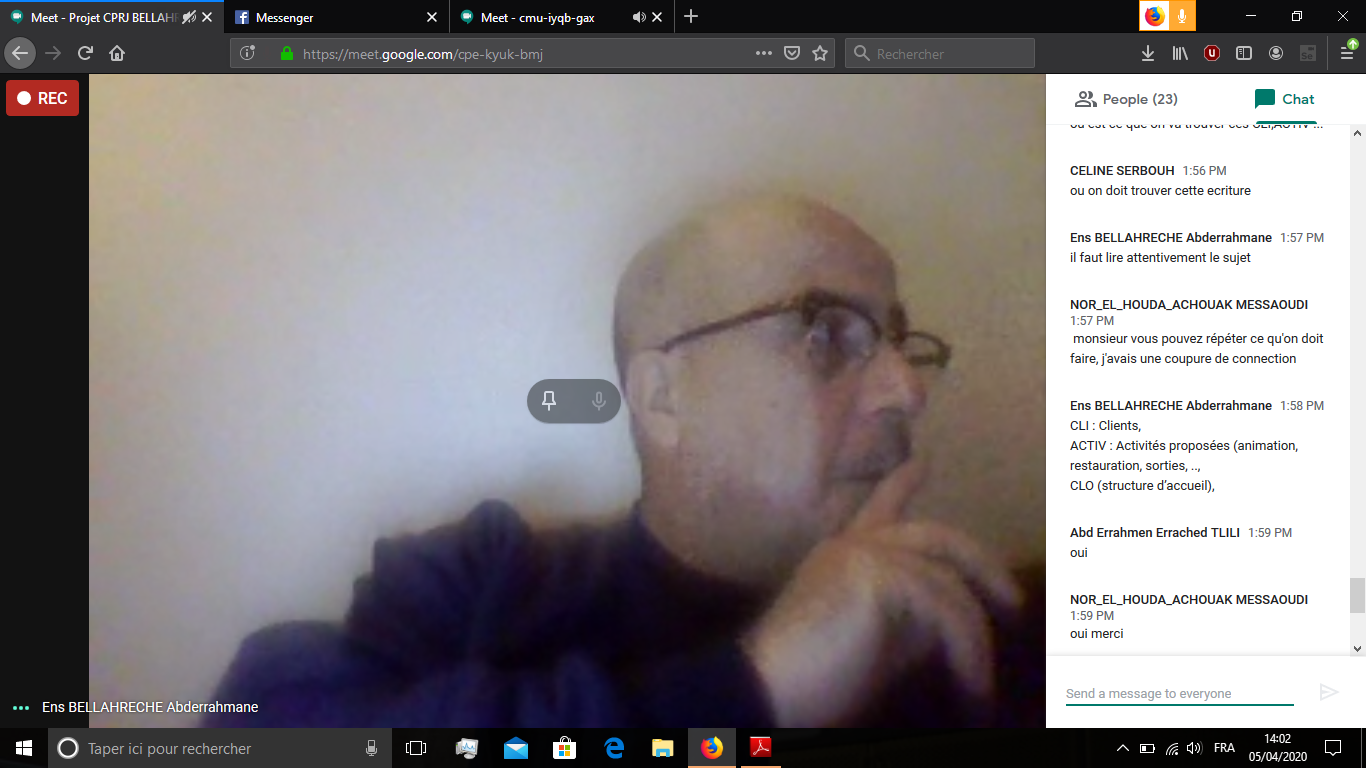 Meet - Projet CPRJ BELLAHR
Messenger
Meet - cmu-iyqb-gax
https://meet.google.com/cpe-kyuk-bmj
Rechercher
REC
People (23)
Chat
CELINE SERBOUH 1:56 PM
ou on doit trouver cette ecriture
Ens BELLAHRECHE Abderrahmane 1:57 PM
il faut lire attentivement le sujet
NOR_EL_HOUDA_ACHOUAK MESSAOUDI
1:57 PM
monsieur vous pouvez répéter ce qu'on doit
faire, j'avais une coupure de connection
Ens BELLAHRECHE Abderrahmane 1:58 PM
CLI : Clients,
ACTIV : Activités proposées (animation,
restauration, sorties, ..,
CLO (structure d'accueil),
Abd Errahmen Errached TLILI 1:59 PM
oui
NOR_EL_HOUDA_ACHOUAK MESSAOUDI
1:59 PM
oui merci
Send a message to everyone
Ens BELLAHRECHE Abderrahmane
Taper ici pour rechercher
FRA
14:02
05/04/2020